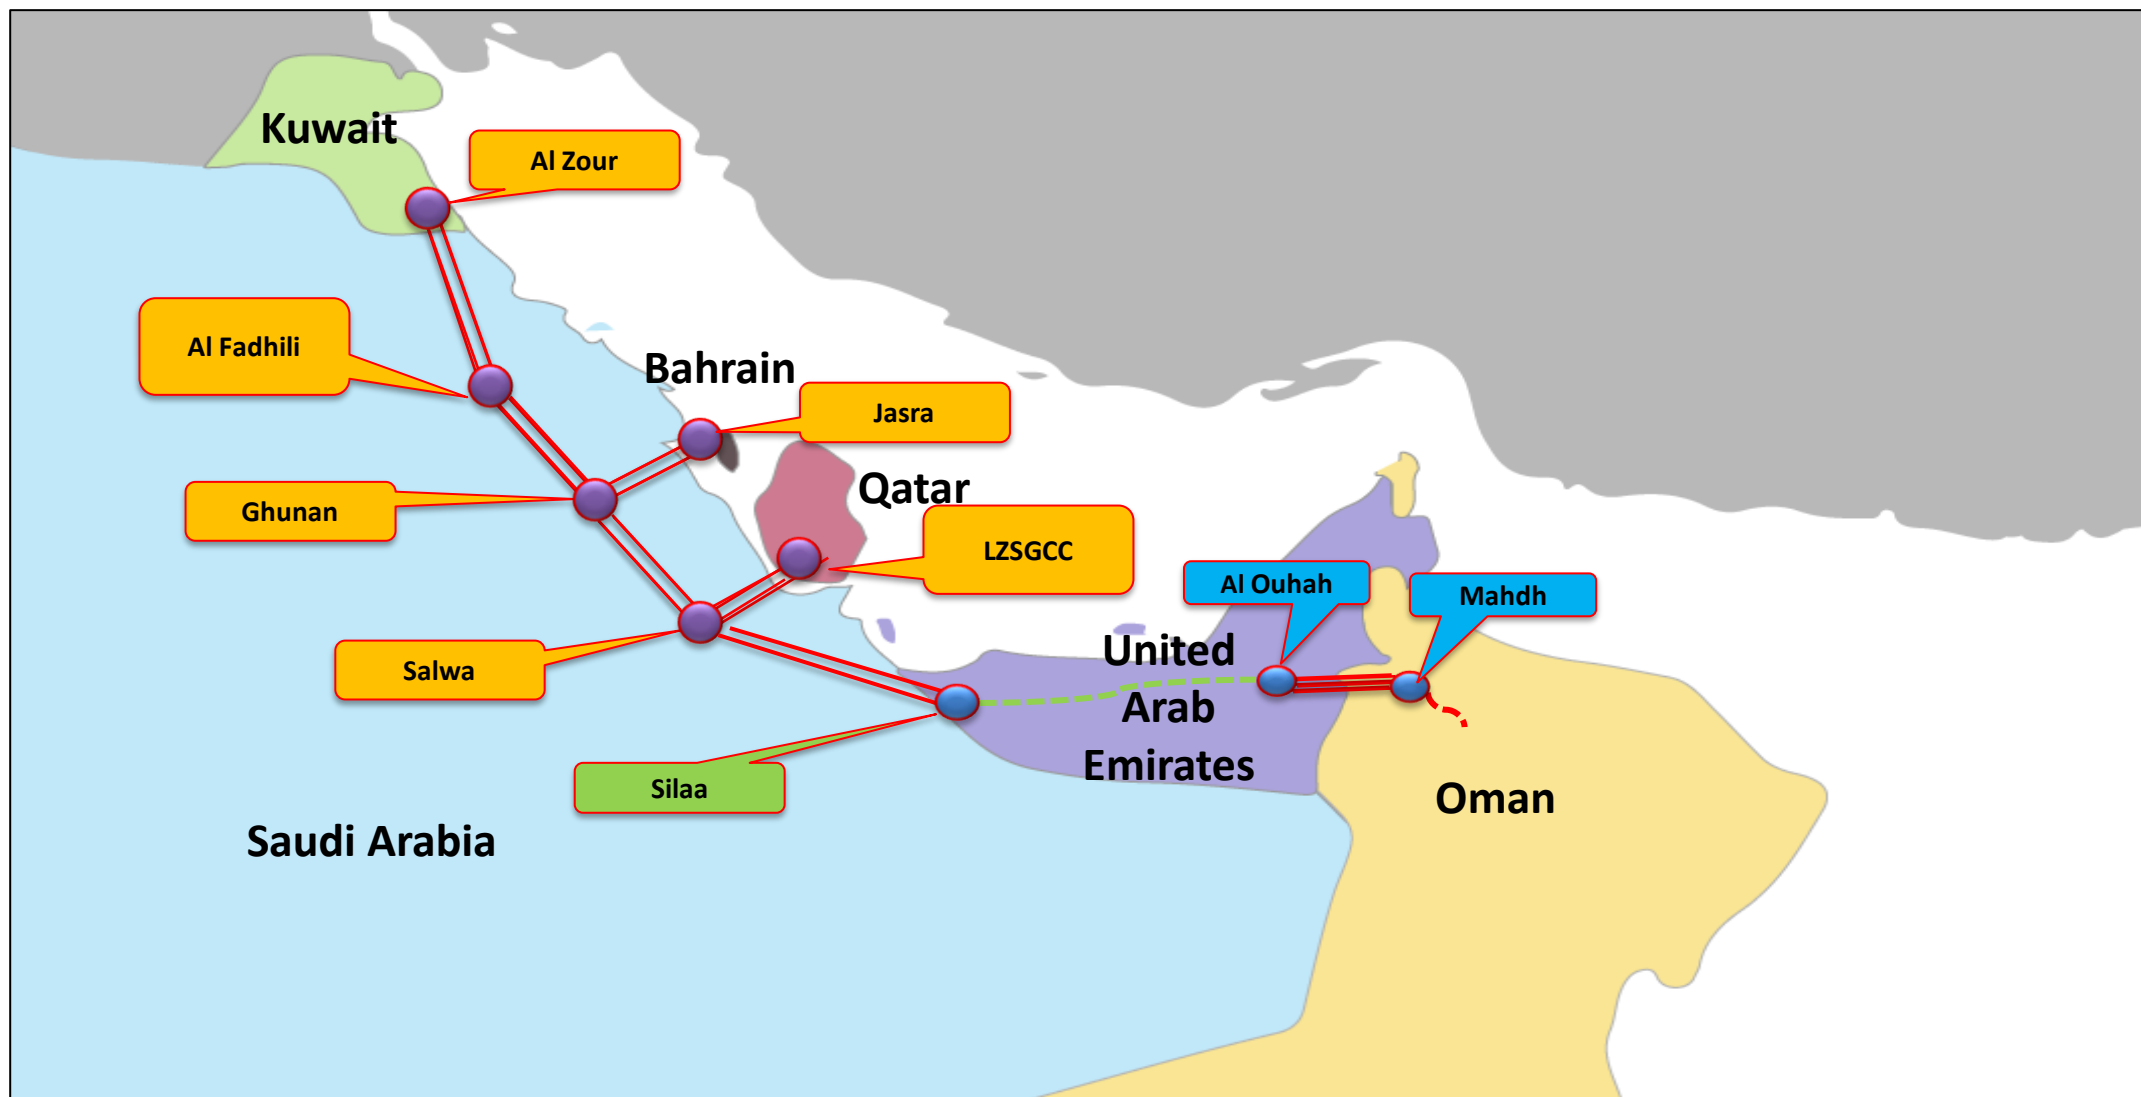 Kuwait
Al Zour
Al Fadhili
Bahrain
Jasra
Qatar
Ghunan
LZSGCC
Al Ouhah
Mahdh
Salwa
United
Arab
Emirates
Silaa
Oman
Saudi Arabia